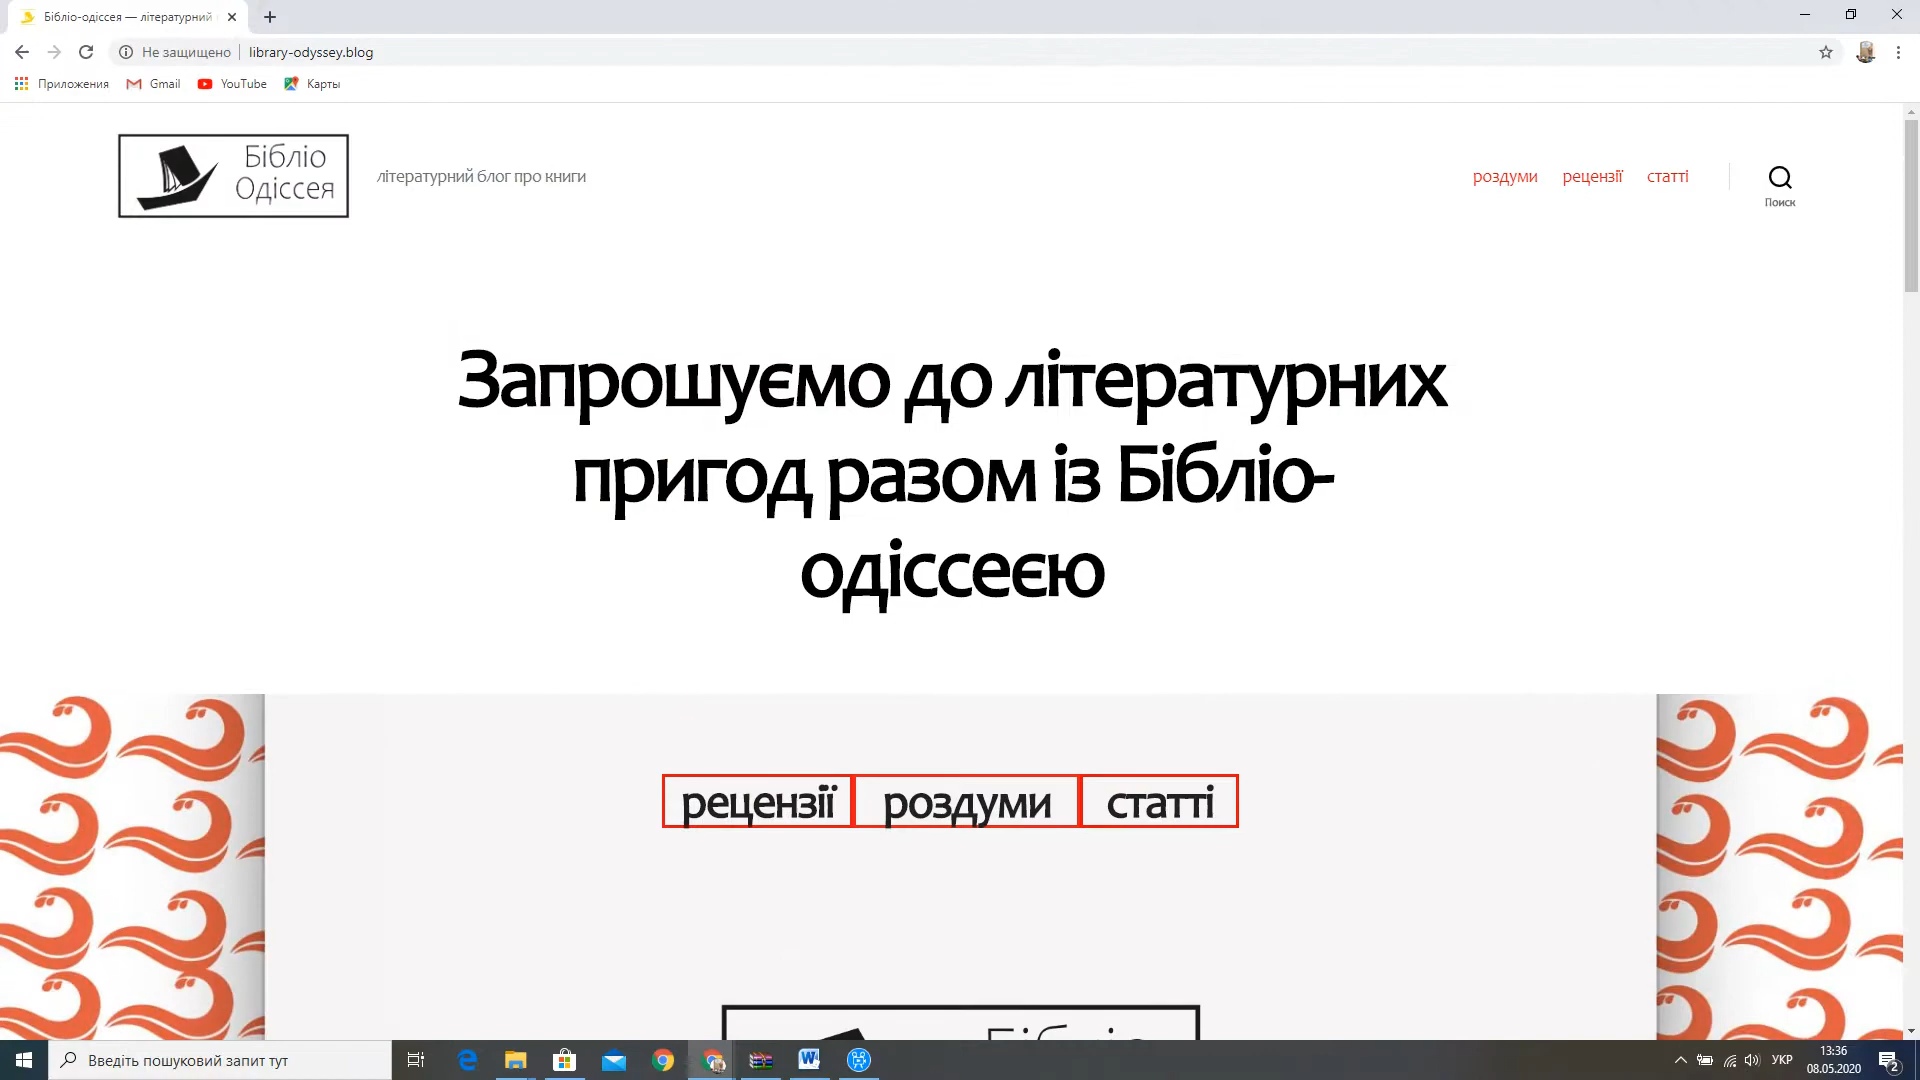 Бібліо-одіссея — літературний
Не защищено
library-odyssey.blog
Приложения
Gmail
YouTube
Карты
Бібліо
Одіссея
літературний блог про книги
роздуми
рецензії
статті
Поиск
Запрошуємо до літературних
пригод разом із Бібліо-
одіссеєю
рецензії
роздуми
статті
Введіть пошуковий запит тут
УКР
13:36
08.05.2020
2